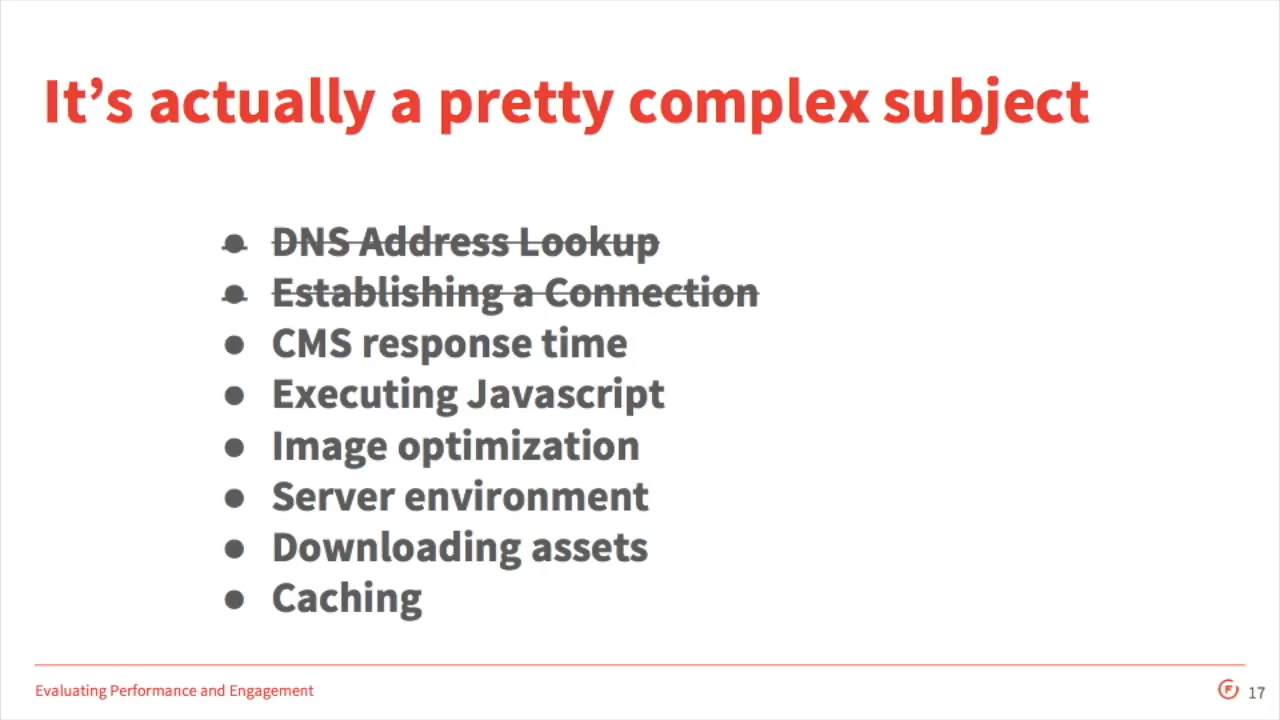 It’s actually a pretty complex subject
● DNS Address Lookup
● Establishing a Connection
● CMS response time
● Executing Javascript
● Image optimization
● Server environment
● Downloading assets
● Caching
Evaluating Performance and Engagement
F 17